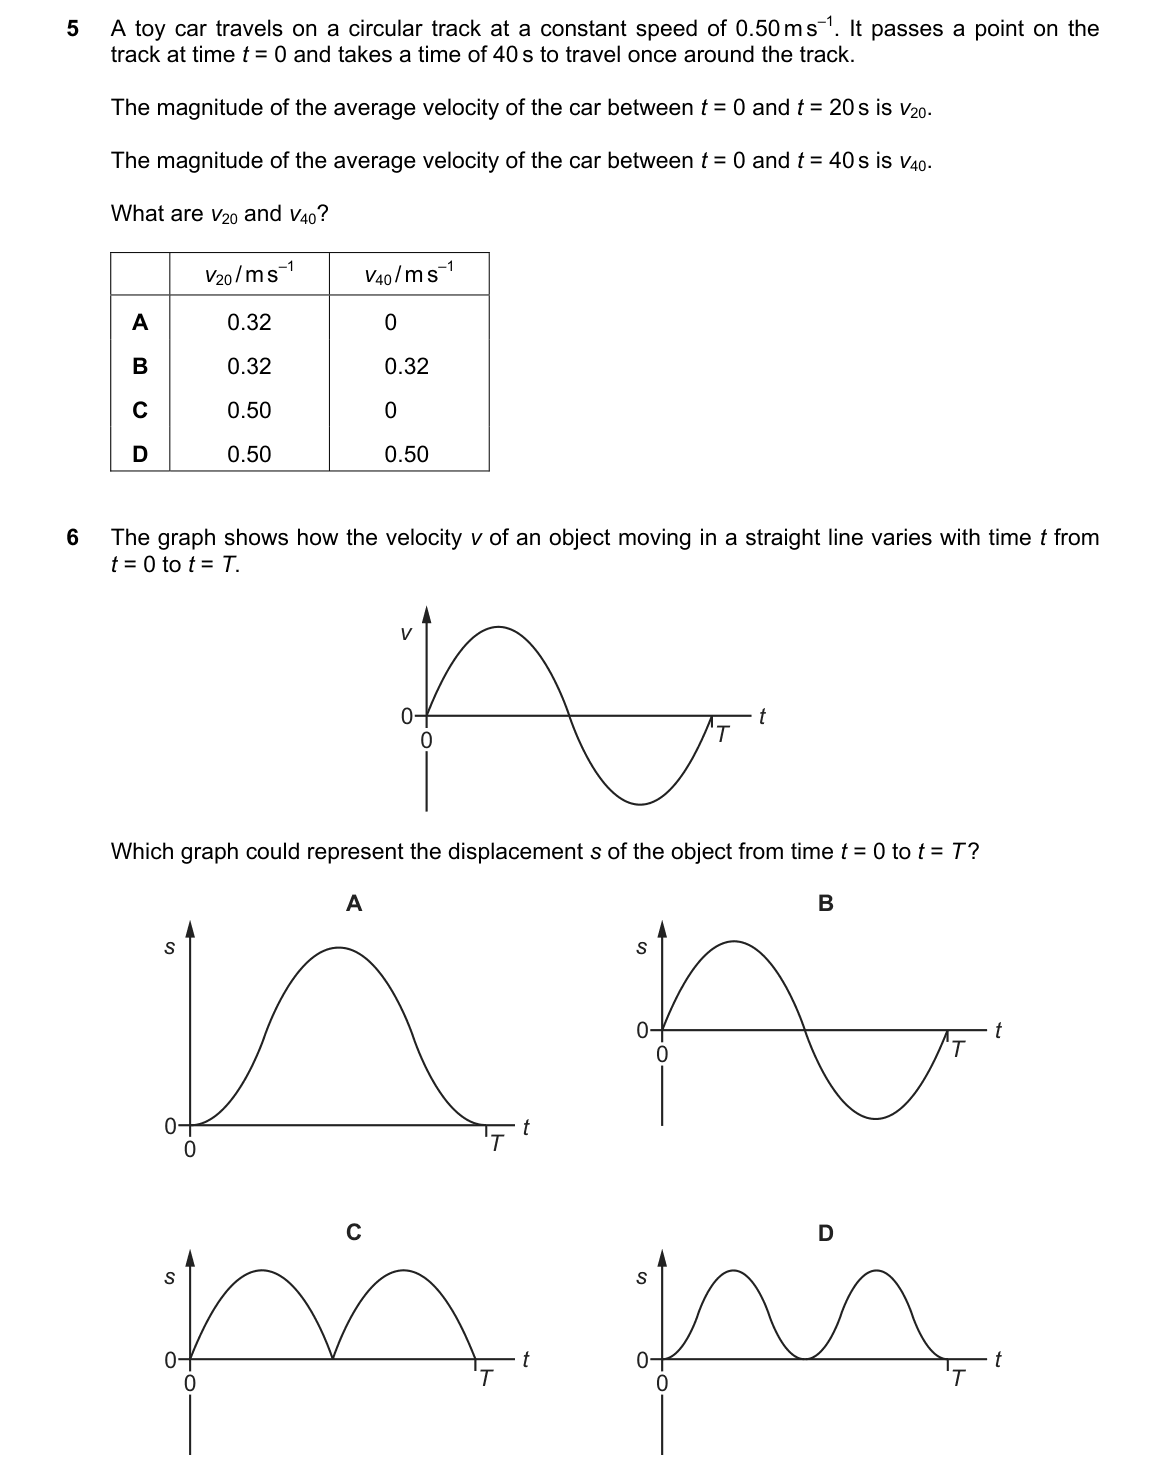 5 A toy car travels on a circular track at a constant speed of 0.50 m s⁻¹. It passes a point on the
track at time t = 0 and takes a time of 40 s to travel once around the track.
The magnitude of the average velocity of the car between t = 0 and t = 20 s is v₂₀.
The magnitude of the average velocity of the car between t = 0 and t = 40 s is v₄₀.
What are v₂₀ and v₄₀?
v₂₀ / m s⁻¹ v₄₀ / m s⁻¹
A 0.32 0
B 0.32 0.32
C 0.50 0
D 0.50 0.50
6 The graph shows how the velocity v of an object moving in a straight line varies with time t from
t = 0 to t = T.
v
0 t
0 T
Which graph could represent the displacement s of the object from time t = 0 to t = T?
A
s
0 t
0 T
B
s
0 t
0 T
C
s
0 t
0 T
D
s
0 t
0 T